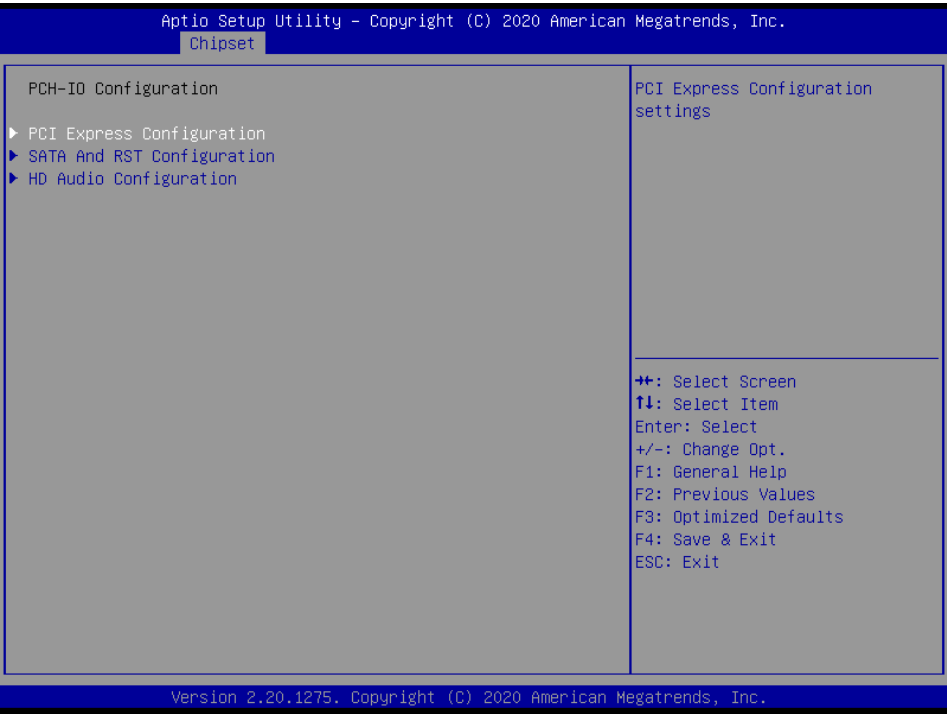 Aptio Setup Utility – Copyright (C) 2020 American Megatrends, Inc.
Chipset
PCH-IO Configuration
▶ PCI Express Configuration
▶ SATA And RST Configuration
▶ HD Audio Configuration
PCI Express Configuration
settings
→←: Select Screen
↑↓: Select Item
Enter: Select
+/-: Change Opt.
F1: General Help
F2: Previous Values
F3: Optimized Defaults
F4: Save & Exit
ESC: Exit
Version 2.20.1275. Copyright (C) 2020 American Megatrends, Inc.